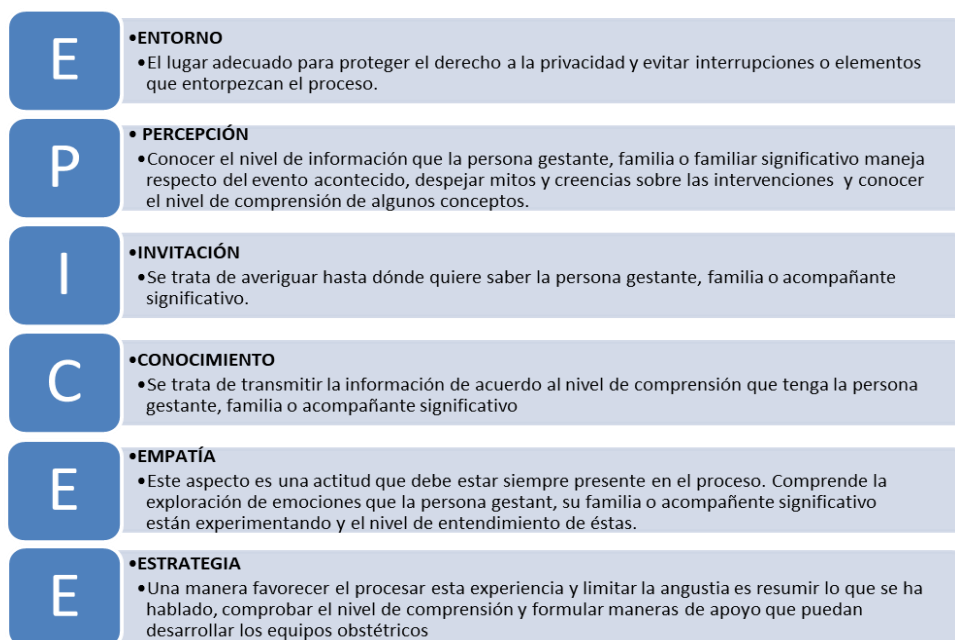 E
•ENTORNO
•El lugar adecuado para proteger el derecho a la privacidad y evitar interrupciones o elementos
que entorpezcan el proceso.
P
• PERCEPCIÓN
•Conocer el nivel de información que la persona gestante, familia o familiar significativo maneja
respecto del evento acontecido, despejar mitos y creencias sobre las intervenciones y conocer
el nivel de comprensión de algunos conceptos.
I
•INVITACIÓN
•Se trata de averiguar hasta dónde quiere saber la persona gestante, familia o acompañante
significativo.
C
•CONOCIMIENTO
•Se trata de transmitir la información de acuerdo al nivel de comprensión que tenga la persona
gestante, familia o acompañante significativo
E
•EMPATÍA
•Este aspecto es una actitud que debe estar siempre presente en el proceso. Comprende la
exploración de emociones que la persona gestant, su familia o acompañente significativo
están experimentando y el nivel de entendimiento de éstas.
E
•ESTRATEGIA
•Una manera favorecer el procesar esta experiencia y limitar la angustia es resumir lo que se ha
hablado, comprobar el nivel de comprensión y formular maneras de apoyo que puedan
desarrollar los equipos obstétricos